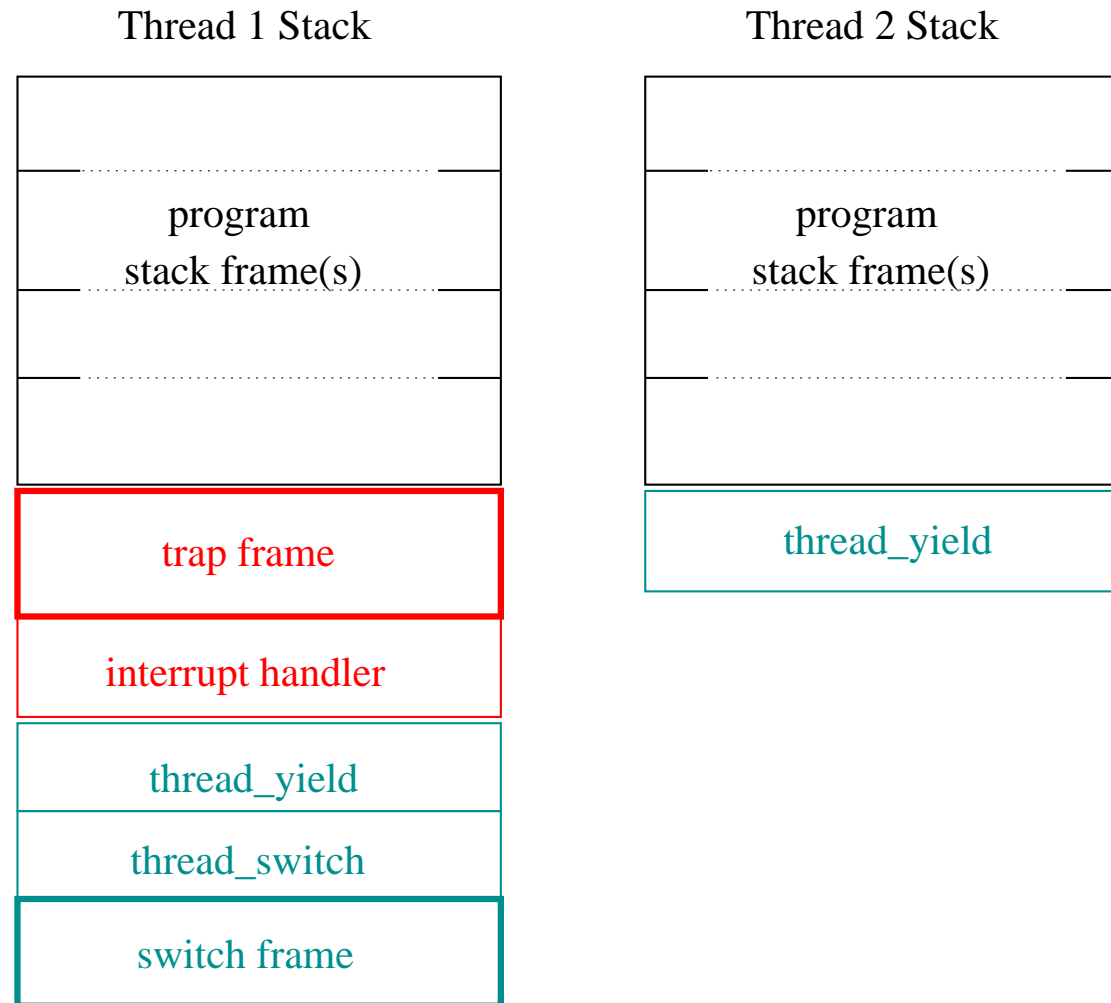 Thread 1 Stack
program
stack frame(s)
trap frame
interrupt handler
thread_yield
thread_switch
switch frame
Thread 2 Stack
program
stack frame(s)
thread_yield